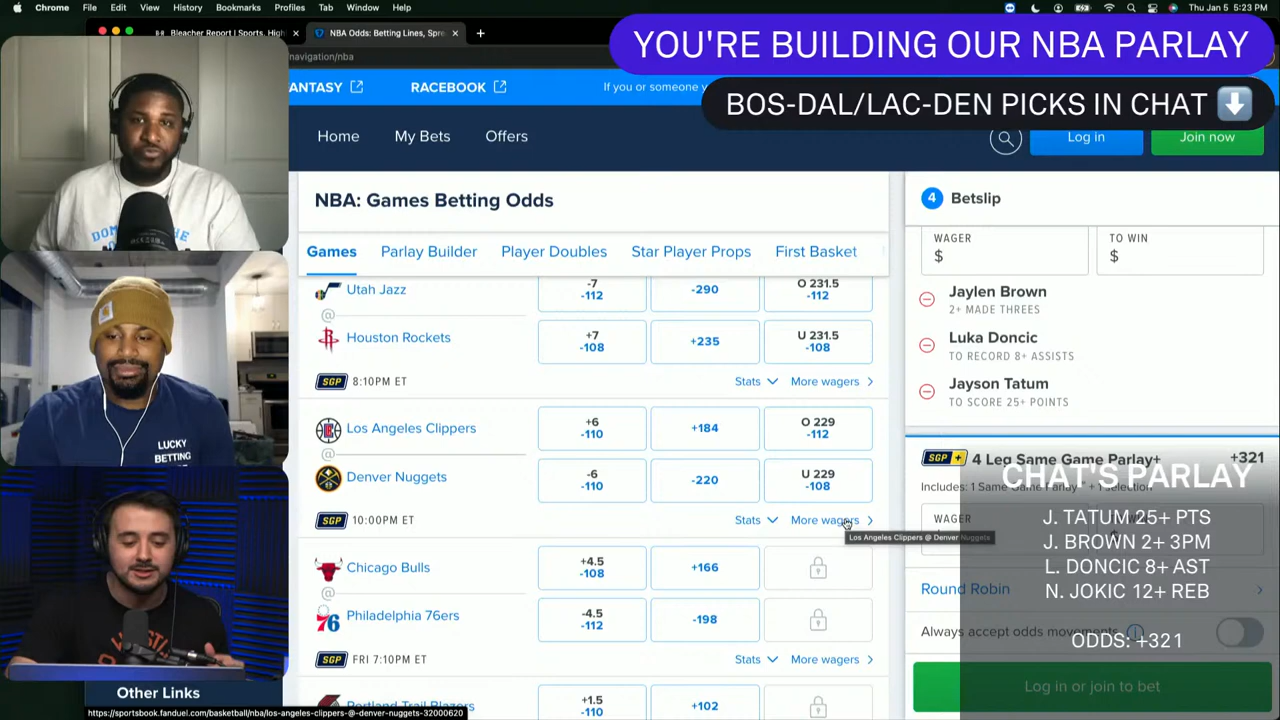 Chrome File Edit View History Bookmarks Profiles Tab Window Help
Thu Jan 5 5:23 PM
Bleacher Report | Sports, High
NBA Odds: Betting Lines, Spre
navigation/nba
YOU'RE BUILDING OUR NBA PARLAY
BOS-DAL/LAC-DEN PICKS IN CHAT
ANTASY
RACEBOOK
If you or someone y
Home
My Bets
Offers
Log in
Join now
NBA: Games Betting Odds
Games
Parlay Builder
Player Doubles
Star Player Props
First Basket
Utah Jazz
-7
-112
-290
O 231.5
-112
@
Houston Rockets
+7
-108
+235
U 231.5
-108
SGP 8:10PM ET
Stats
More wagers
Los Angeles Clippers
+6
-110
+184
O 229
-112
@
Denver Nuggets
-6
-110
-220
U 229
-108
SGP 10:00PM ET
Stats
More wagers
Los Angeles Clippers @ Denver Nuggets
Chicago Bulls
+4.5
-108
+166
@
Philadelphia 76ers
-4.5
-112
-198
SGP FRI 7:10PM ET
Stats
More wagers
Portland Trail Blazers
+1.5
-110
+102
4 Betslip
WAGER
$
TO WIN
$
Jaylen Brown
2+ MADE THREES
Luka Doncic
TO RECORD 8+ ASSISTS
Jayson Tatum
TO SCORE 25+ POINTS
SGP+ 4 Leg Same Game Parlay+
+321
Includes: 1 Same Game Parlay™ + 1 selection
WAGER
Round Robin
Always accept odds movements
Log in or join to bet
CHAT'S PARLAY
J. TATUM 25+ PTS
J. BROWN 2+ 3PM
L. DONCIC 8+ AST
N. JOKIC 12+ REB
ODDS: +321
LUCKY
BETTING
Other Links
https://sportsbook.fanduel.com/basketball/nba/los-angeles-clippers-@-denver-nuggets-32000620